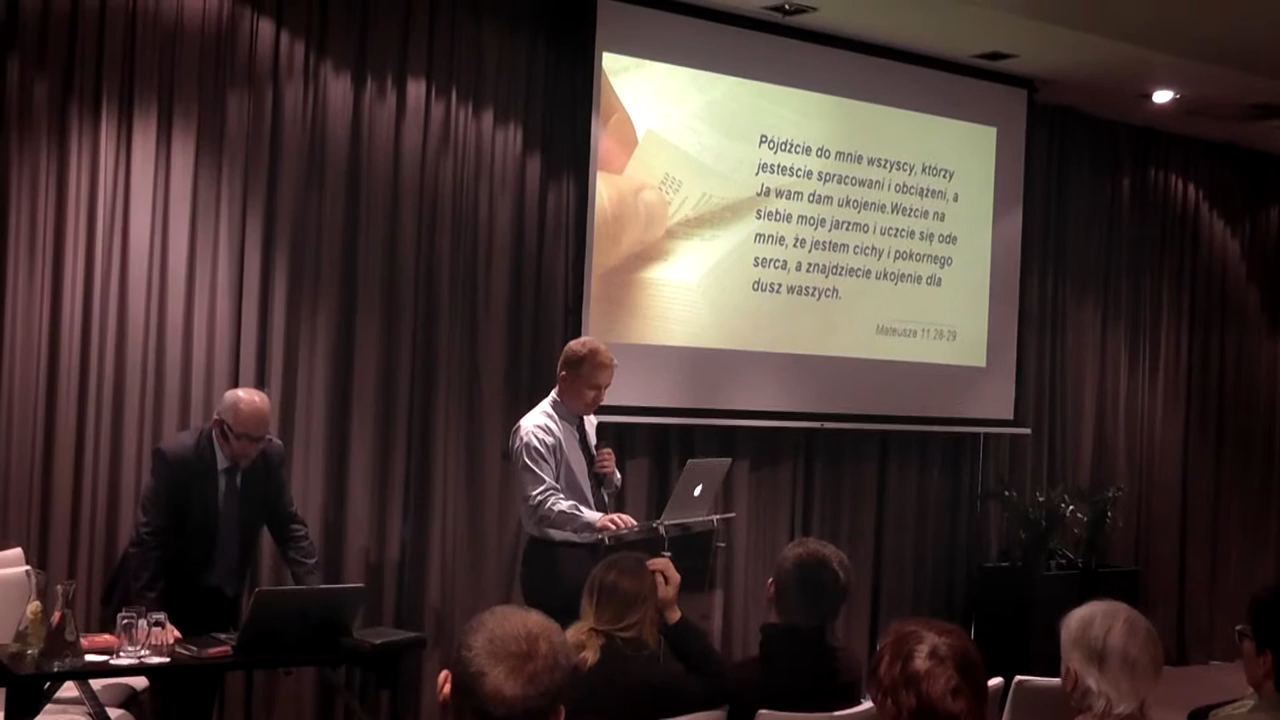 Pójdźcie do mnie wszyscy, którzy
jesteście spracowani i obciążeni, a
Ja wam dam ukojenie.Weźcie na
siebie moje jarzmo i uczcie się ode
mnie, że jestem cichy i pokornego
serca, a znajdziecie ukojenie dla
dusz waszych.
Mateusza 11.28-29